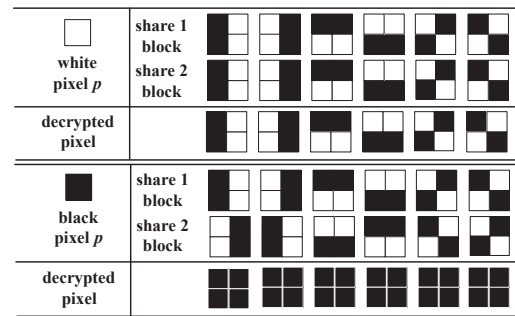 white
pixel p
share 1
block
share 2
block
decrypted
pixel
black
pixel p
share 1
block
share 2
block
decrypted
pixel